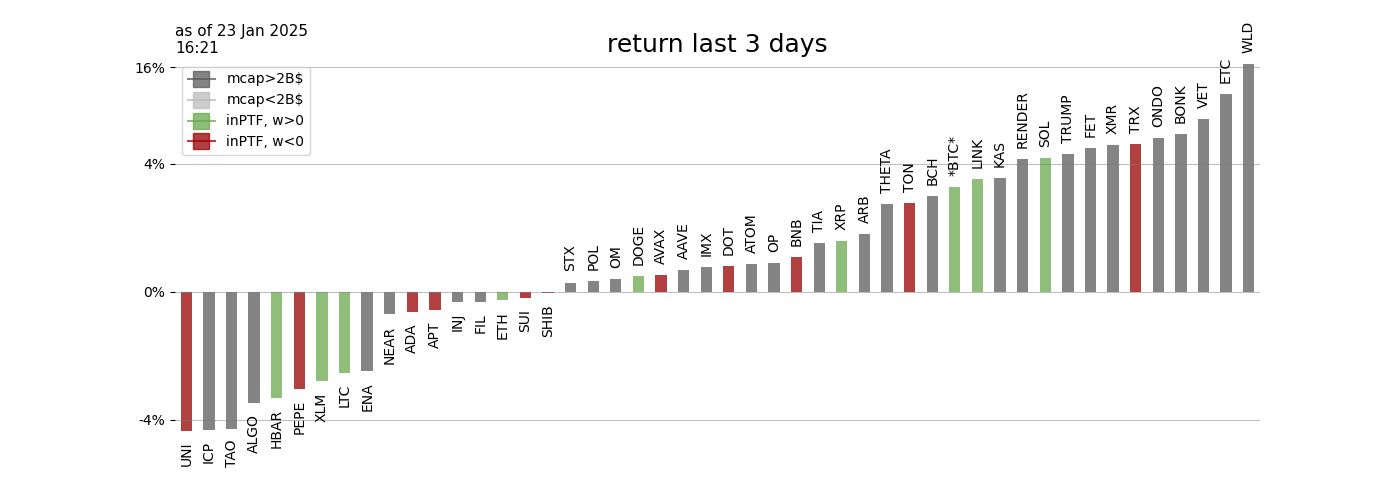 as of 23 Jan 2025
16:21
return last 3 days
16%
4%
0%
-4%
mcap>2B$
mcap<2B$
inPTF, w>0
inPTF, w<0
UNI
ICP
TAO
ALGO
HBAR
PEPE
XLM
LTC
ENA
NEAR
ADA
APT
INJ
FIL
ETH
SUI
SHIB
STX
POL
OM
DOGE
AVAX
AAVE
IMX
DOT
ATOM
OP
BNB
TIA
XRP
ARB
THETA
TON
BCH
*BTC*
LINK
KAS
RENDER
SOL
TRUMP
FET
XMR
TRX
ONDO
BONK
VET
ETC
WLD